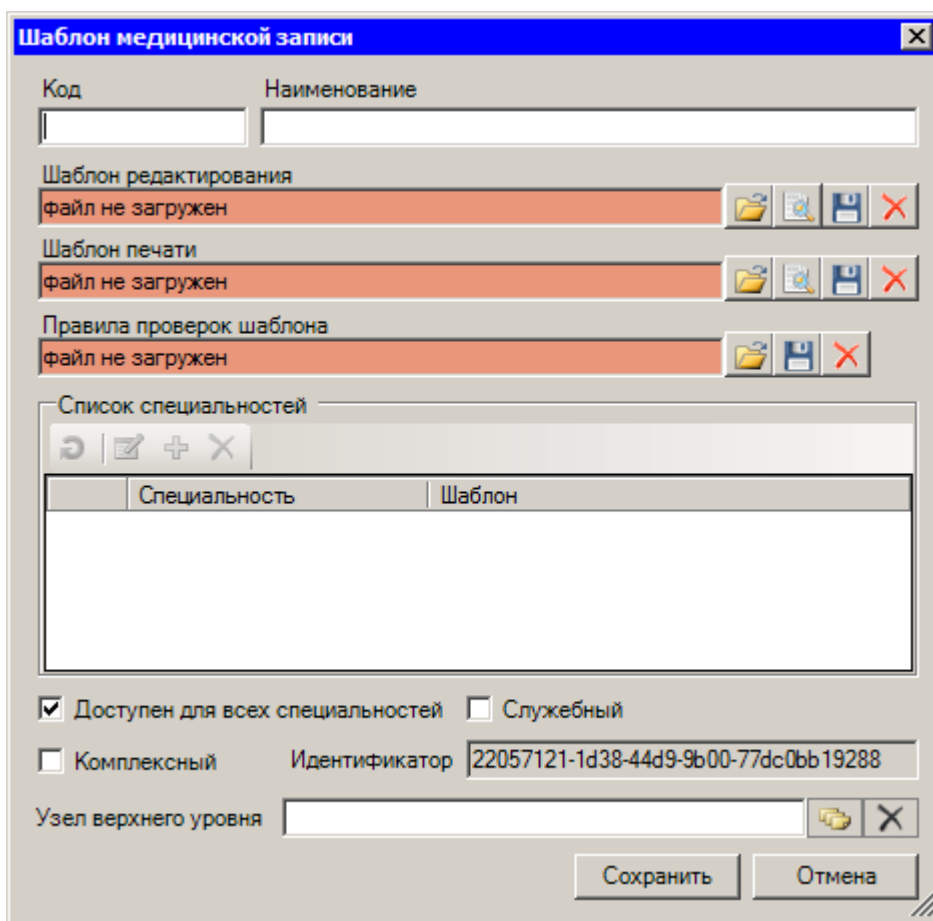 Шаблон медицинской записи
Код Наименование
Шаблон редактирования
Файл не загружен
Шаблон печати
Файл не загружен
Правила проверок шаблона
Файл не загружен
Список специальностей
Специальность Шаблон
Доступен для всех специальностей Служебный
Комплексный Идентификатор 22057121-1d38-44d9-9b00-77dc0bb19288
Узел верхнего уровня
Сохранить Отмена